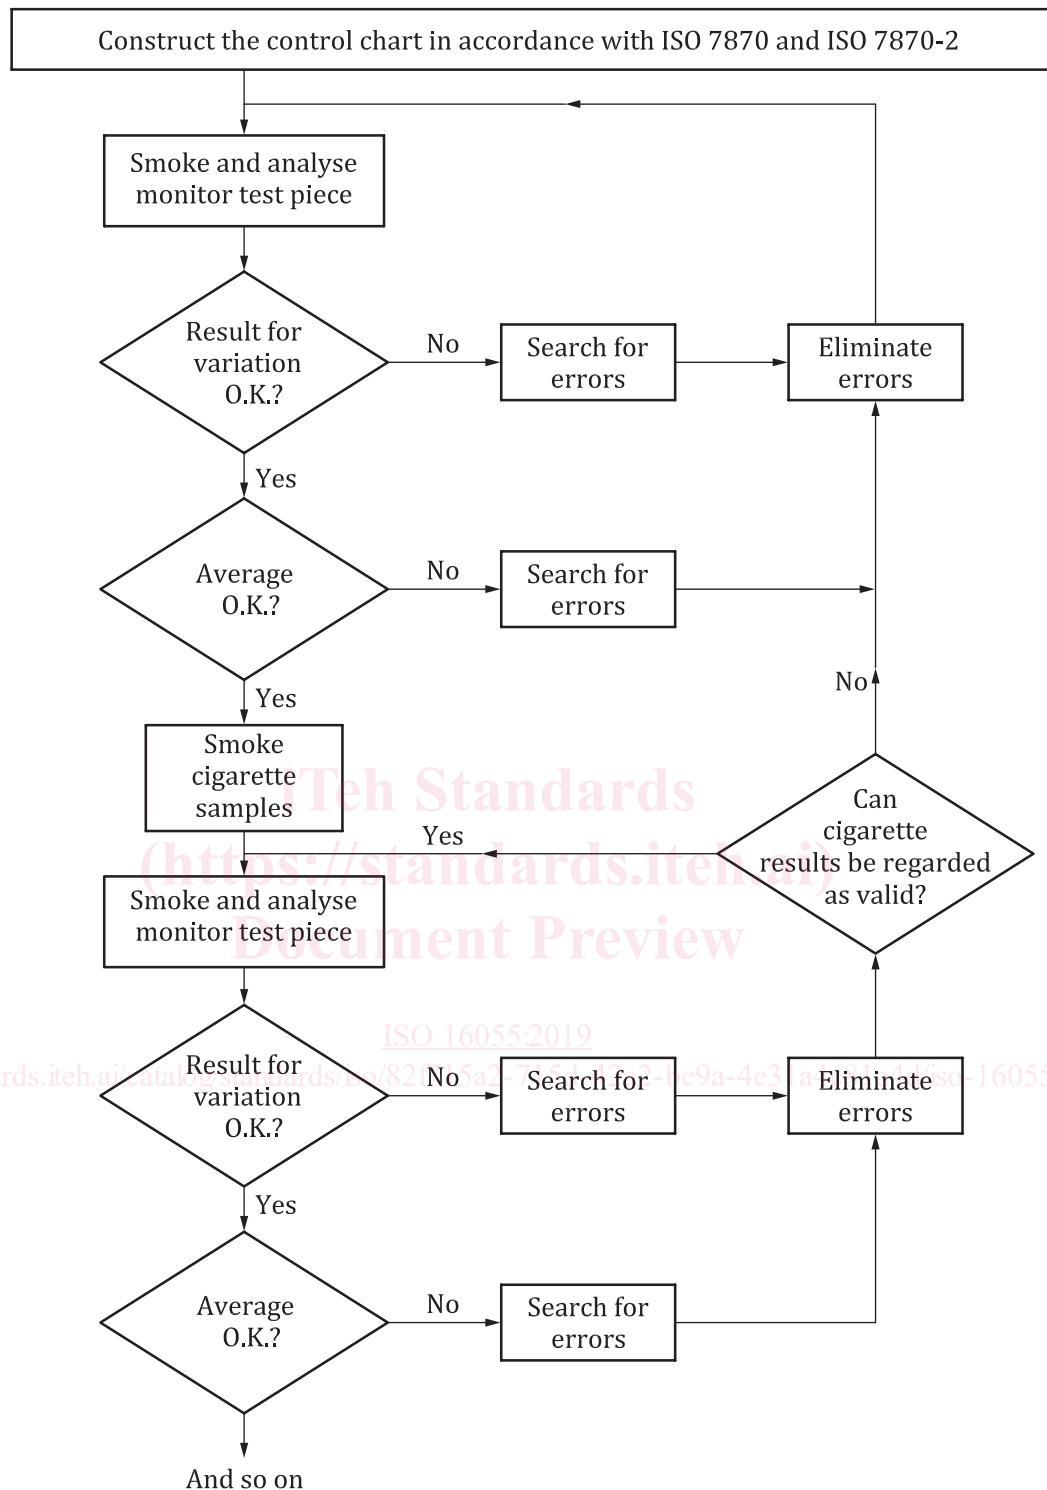 Construct the control chart in accordance with ISO 7870 and ISO 7870-2
Smoke and analyse
monitor test piece
Result for
variation
O.K.?
No
Search for
errors
Eliminate
errors
Yes
Average
O.K.?
No
Search for
errors
Yes
No
Smoke
cigarette
samples
Can
cigarette
results be regarded
as valid?
Yes
iTeh Standards
(https://standards.iteh.ai)
Document Preview
Smoke and analyse
monitor test piece
ISO 16055:2019
Result for
variation
O.K.?
No
Search for
errors
Eliminate
errors
Yes
Average
O.K.?
No
Search for
errors
And so on